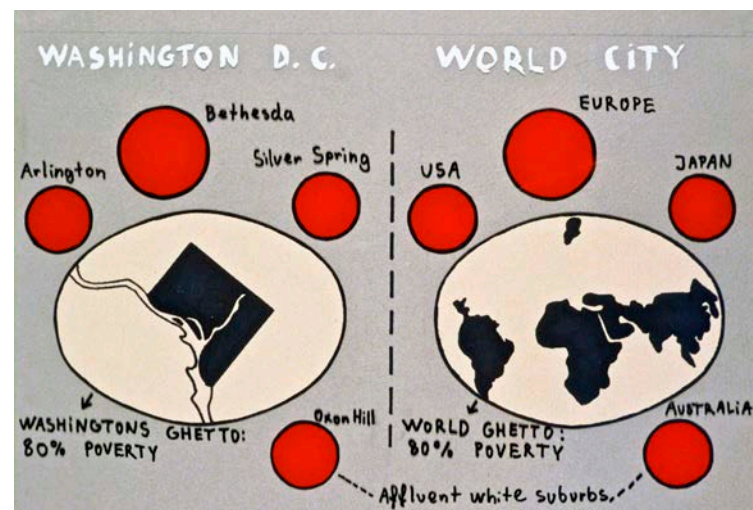 WASHiNGTON D.C.
WORLD CiTY
Bethesda
EUROPE
Arlington
Silver Spring
USA
JAPAN
WASHINGTONS GHETTO:
80% POVERTY
Oxon Hill
WORLD GHETTO:
80% POVERTY
AUSTRALIA
Affluent white suburbs.